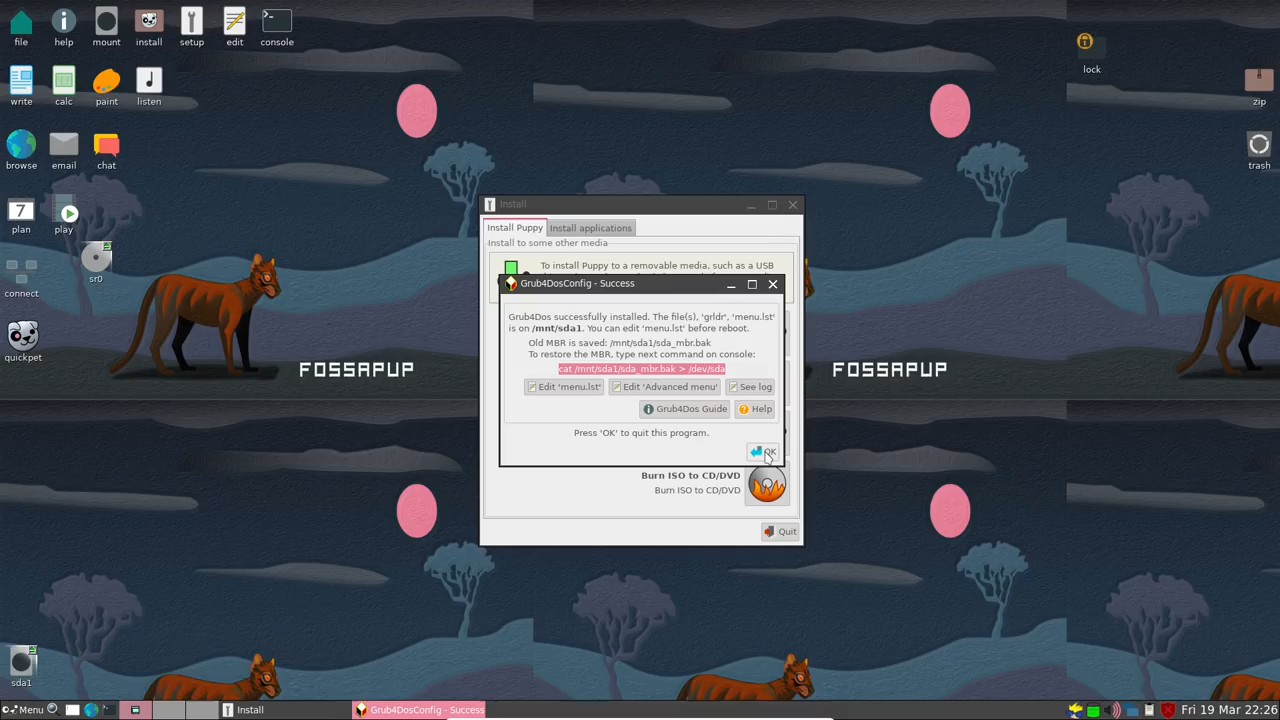 file
help
mount
install
setup
edit
console
write
calc
paint
listen
browse
email
chat
7
plan
play
sr0
connect
quickpet
sda1
lock
zip
trash
FOSSAPUP
FOSSAPUP
Install
Install Puppy
Install applications
Install to some other media
To install Puppy to a removable media, such as a USB
Grub4DosConfig - Success
Grub4Dos successfully installed. The file(s), 'grldr', 'menu.lst'
is on /mnt/sda1. You can edit 'menu.lst' before reboot.
Old MBR is saved: /mnt/sda1/sda_mbr.bak
To restore the MBR, type next command on console:
cat /mnt/sda1/sda_mbr.bak > /dev/sda
Edit 'menu.lst'
Edit 'Advanced menu'
See log
Grub4Dos Guide
Help
Press 'OK' to quit this program.
OK
Burn ISO to CD/DVD
Burn ISO to CD/DVD
Quit
Menu
Install
Grub4DosConfig - Success
Fri 19 Mar 22:26